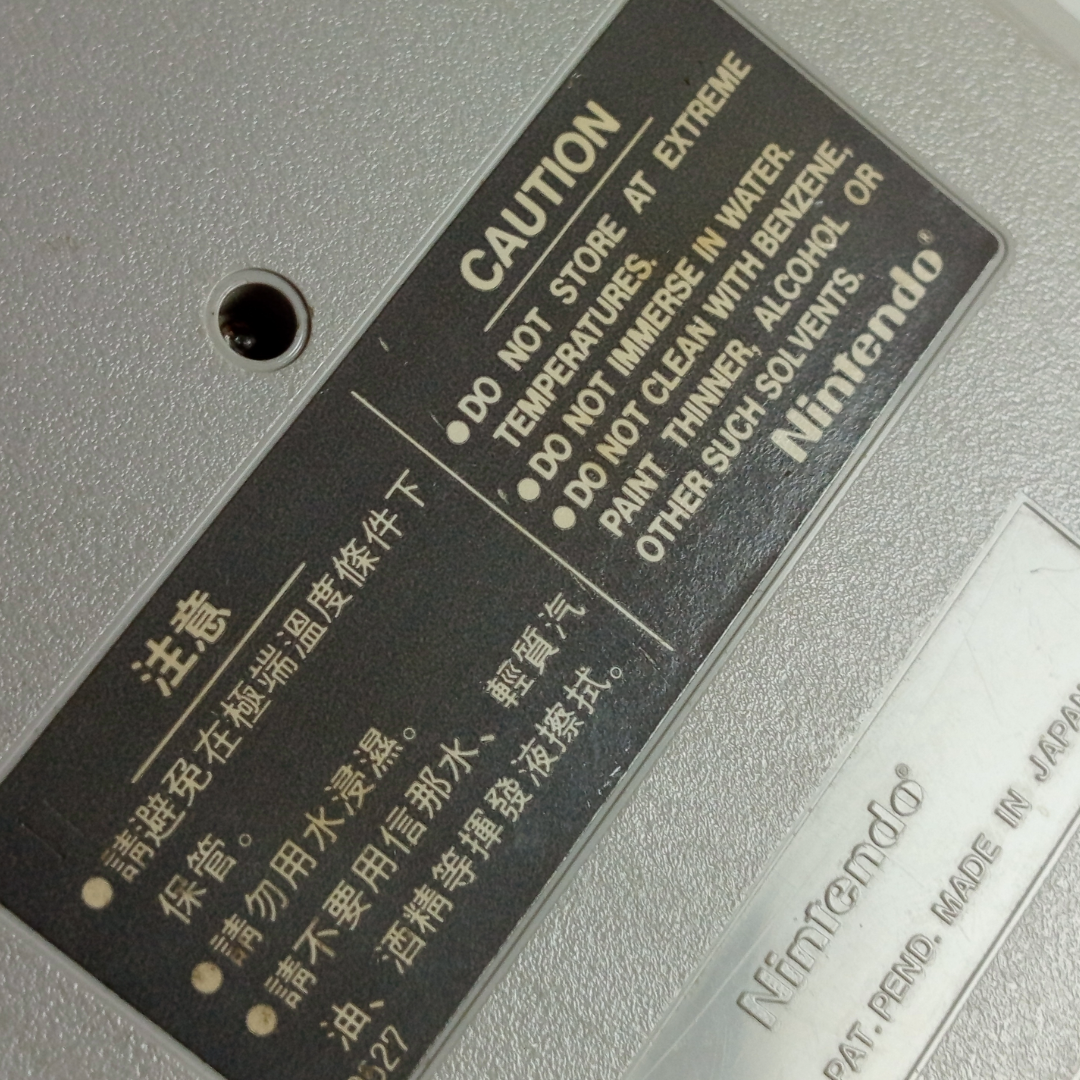 CAUTION
●DO NOT STORE AT EXTREME
TEMPERATURES.
●DO NOT IMMERSE IN WATER.
●DO NOT CLEAN WITH BENZENE,
PAINT THINNER, ALCOHOL OR
OTHER SUCH SOLVENTS.
Nintendo®
注意
●請避免在極端溫度條件下
保管。
●請勿用水浸濕。
●請不要用信那水、輕質汽
油、酒精等揮發液擦拭。
Nintendo®
PAT. PEND. MADE IN JAPAN